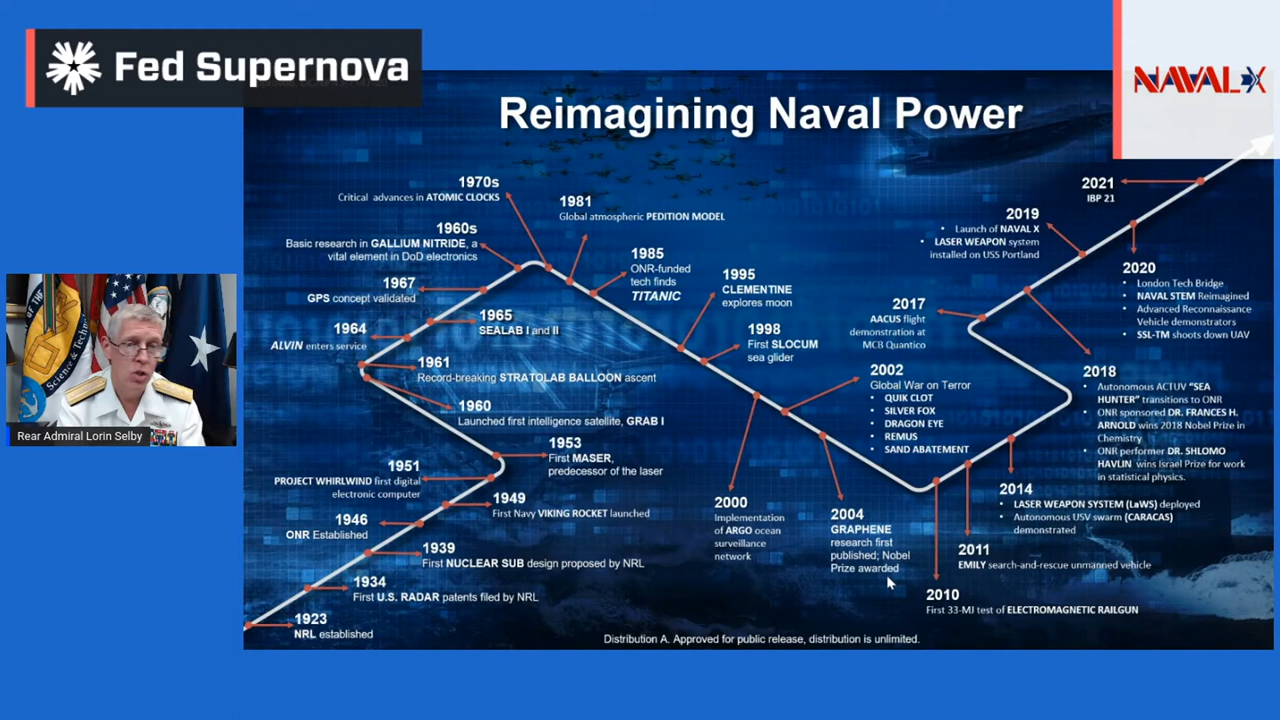 Fed Supernova
NAVALX
Reimagining Naval Power
1970s
Critical advances in ATOMIC CLOCKS
1981
Global atmospheric PEDITION MODEL
1960s
Basic research in GALLIUM NITRIDE, a
vital element in DoD electronics
1985
ONR-funded
tech finds
TITANIC
1967
GPS concept validated
1995
CLEMENTINE
explores moon
1965
SEALAB I and II
1964
ALVIN enters service
1998
First SLOCUM
sea glider
1961
Record-breaking STRATOLAB BALLOON ascent
1960
Launched first intelligence satellite, GRAB I
2002
Global War on Terror
• QUIK CLOT
• SILVER FOX
• DRAGON EYE
• REMUS
• SAND ABATEMENT
1953
First MASER,
predecessor of the laser
1951
PROJECT WHIRLWIND first digital
electronic computer
1949
First Navy VIKING ROCKET launched
1946
ONR Established
1939
First NUCLEAR SUB design proposed by NRL
1934
First U.S. RADAR patents filed by NRL
1923
NRL established
2000
Implementation
of ARGO ocean
surveillance
network
2004
GRAPHENE
research first
published; Nobel
Prize awarded
2010
First 33-MJ test of ELECTROMAGNETIC RAILGUN
2011
EMILY search-and-rescue unmanned vehicle
2014
• LASER WEAPON SYSTEM (LaWS) deployed
• Autonomous USV swarm (CARACAS)
demonstrated
2017
AACUS flight
demonstration at
MCB Quantico
2018
• Autonomous ACTUV “SEA
HUNTER” transitions to ONR
• ONR sponsored DR. FRANCES H.
ARNOLD wins 2018 Nobel Prize in
Chemistry
• ONR performer DR. SHLOMO
HAVLIN wins Israel Prize for work
in statistical physics.
2019
• Launch of NAVAL X
• LASER WEAPON system
installed on USS Portland
2020
• London Tech Bridge
• NAVAL STEM Reimagined
• Advanced Reconnaissance
Vehicle demonstrators
• SSL-TM shoots down UAV
2021
IBP 21
Distribution A. Approved for public release, distribution is unlimited.
Rear Admiral Lorin Selby